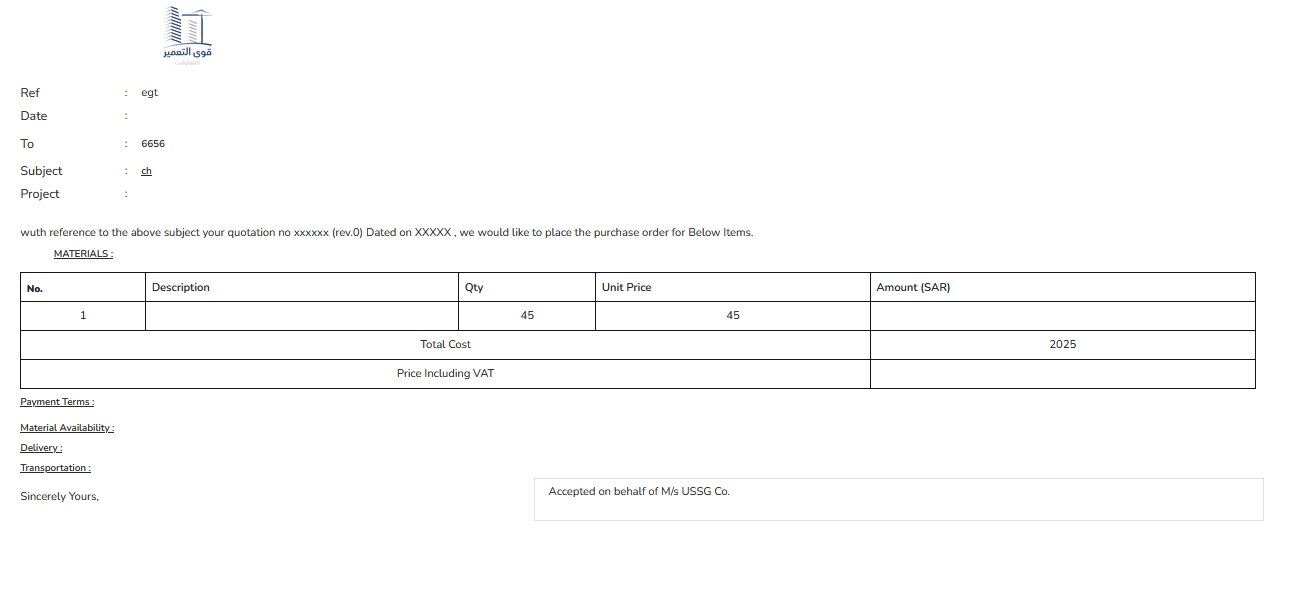 قوى التعمير
للمقاولات
Ref : egt
Date :
To : 6656
Subject : ch
Project :
wuth reference to the above subject your quotation no xxxxxx (rev.0) Dated on XXXXX , we would like to place the purchase order for Below Items.
MATERIALS :
No. Description Qty Unit Price Amount (SAR)
1 45 45
Total Cost 2025
Price Including VAT
Payment Terms :
Material Availability :
Delivery :
Transportation :
Sincerely Yours,
Accepted on behalf of M/s USSG Co.